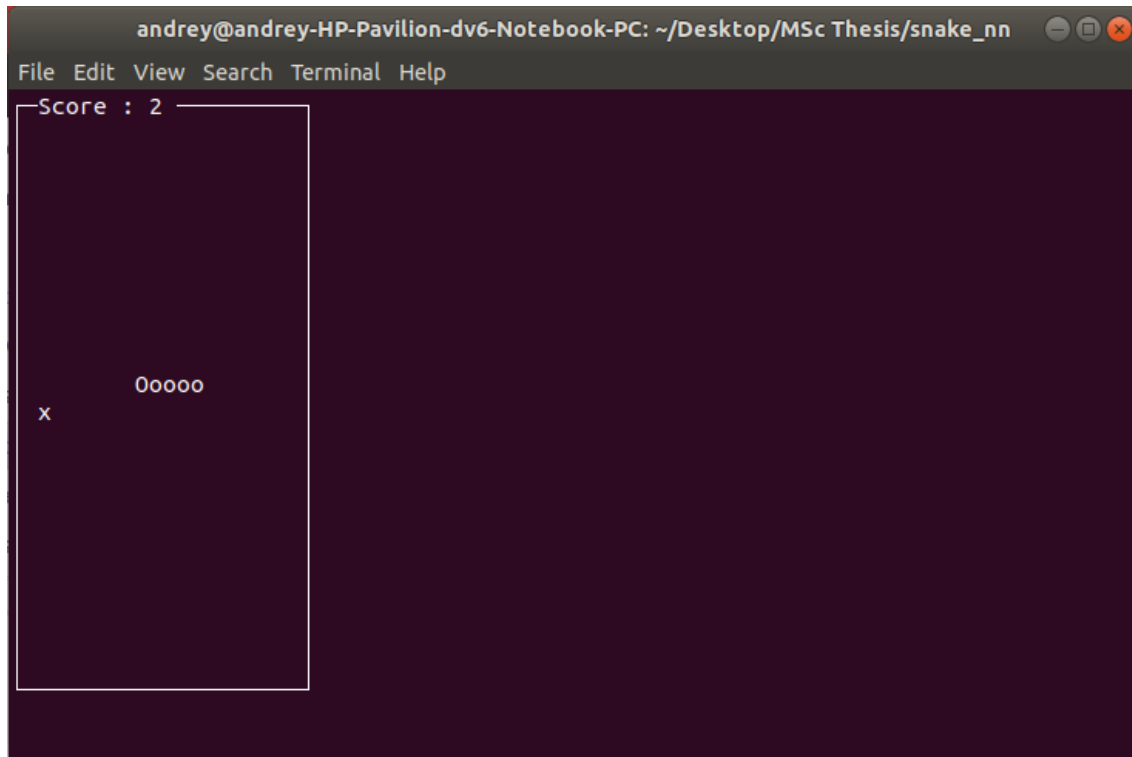 andrey@andrey-HP-Pavilion-dv6-Notebook-PC: ~/Desktop/MSc Thesis/snake_nn
File Edit View Search Terminal Help
Score : 2
Ooooo
x